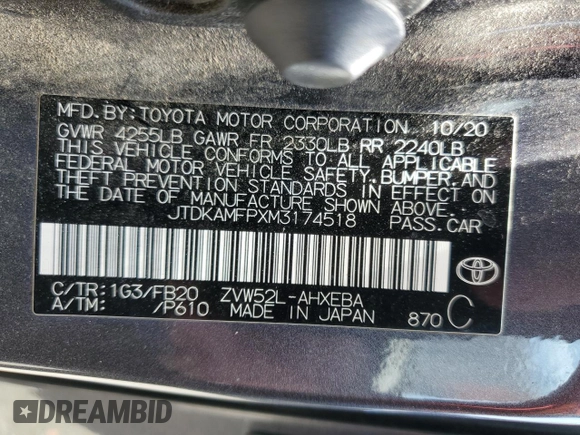 MFD.BY:TOYOTA MOTOR CORPORATION 10/20
GVWR 4255LB GAWR FR 2330LB RR 2240LB
THIS VEHICLE CONFORMS TO ALL APPLICABLE
FEDERAL MOTOR VEHICLE SAFETY,BUMPER,AND
THEFT PREVENTION STANDARDS IN EFFECT ON
THE DATE OF MANUFACTURE SHOWN ABOVE.
JTDKAMFPXM3174518 PASS.CAR
C/TR:1G3/FB20 ZVW52L-AHXEBA
A/TM: /P610 MADE IN JAPAN 870 C
DREAMBID